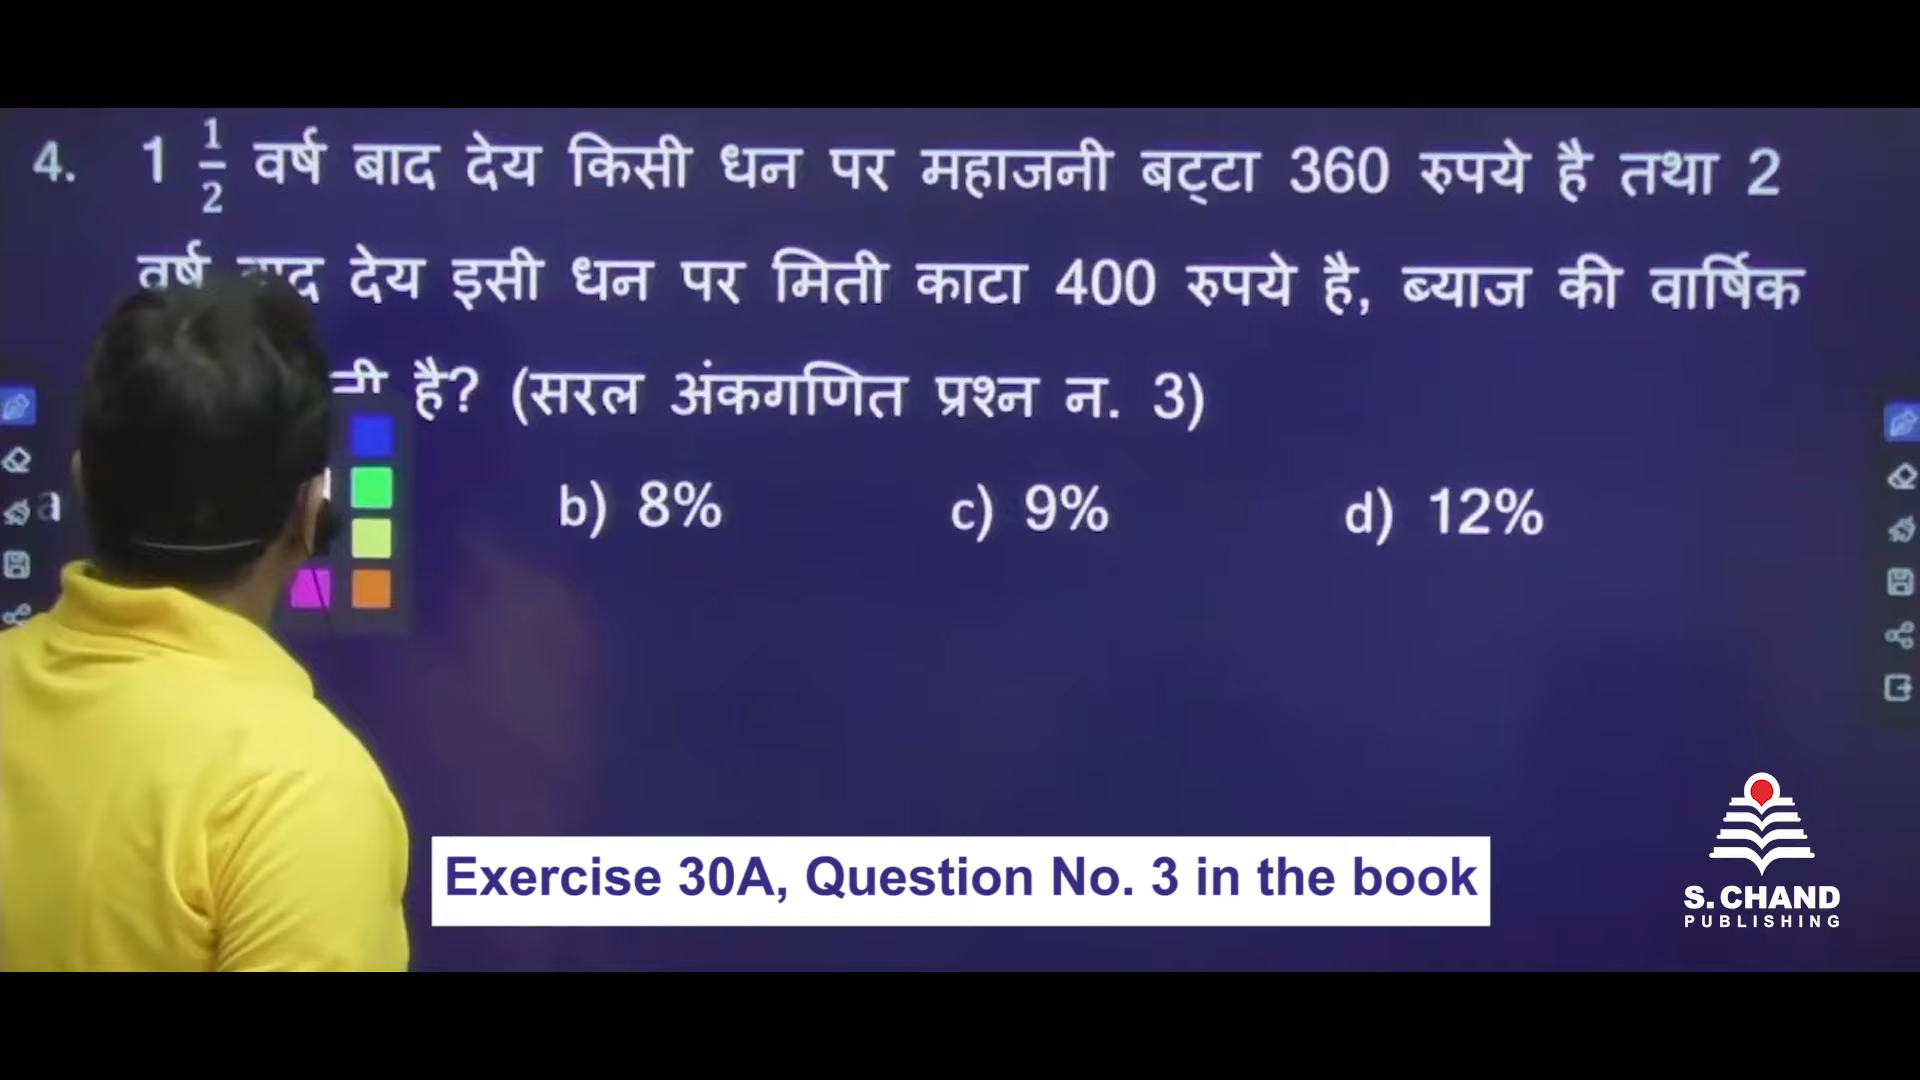 4. 1 1/2 वर्ष बाद देय किसी धन पर महाजनी बट्टा 360 रुपये है तथा 2
वर्ष बाद देय इसी धन पर मिती काटा 400 रुपये है, ब्याज की वार्षिक
है? (सरल अंकगणित प्रश्न न. 3)
a b) 8% c) 9% d) 12%
Exercise 30A, Question No. 3 in the book
S. CHAND
PUBLISHING